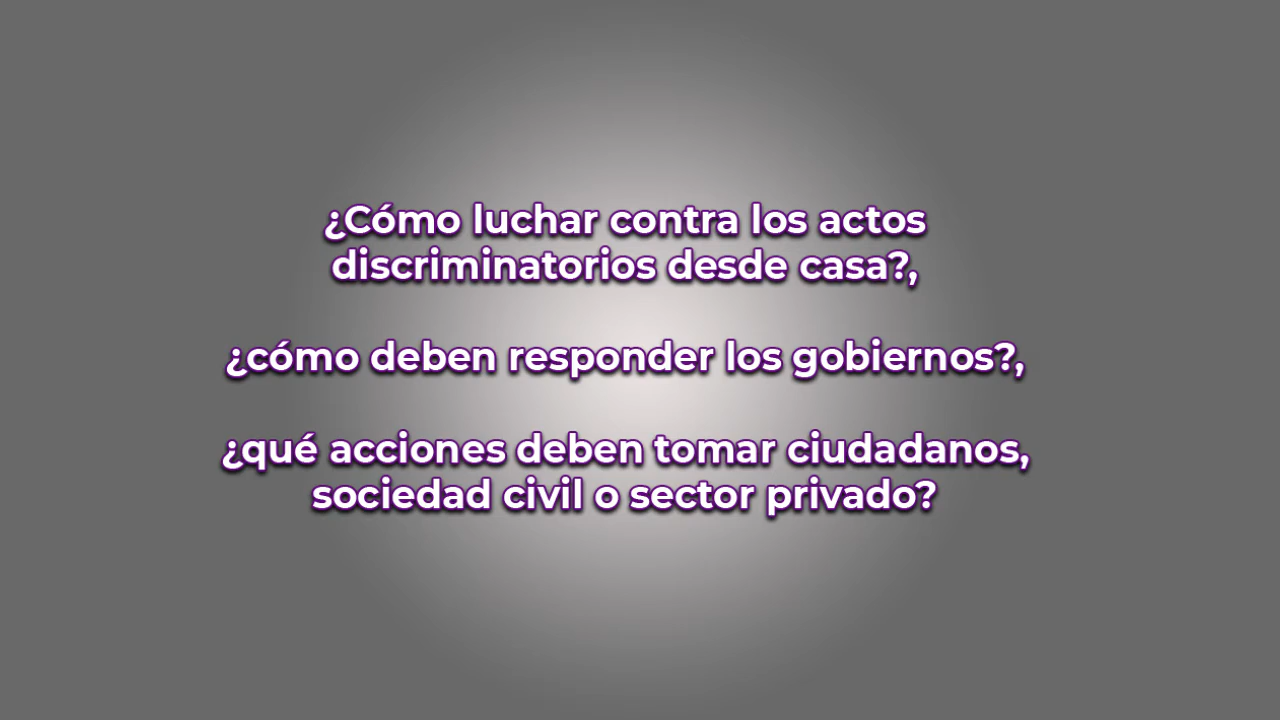 ¿Cómo luchar contra los actos
discriminatorios desde casa?,
¿cómo deben responder los gobiernos?,
¿qué acciones deben tomar ciudadanos,
sociedad civil o sector privado?